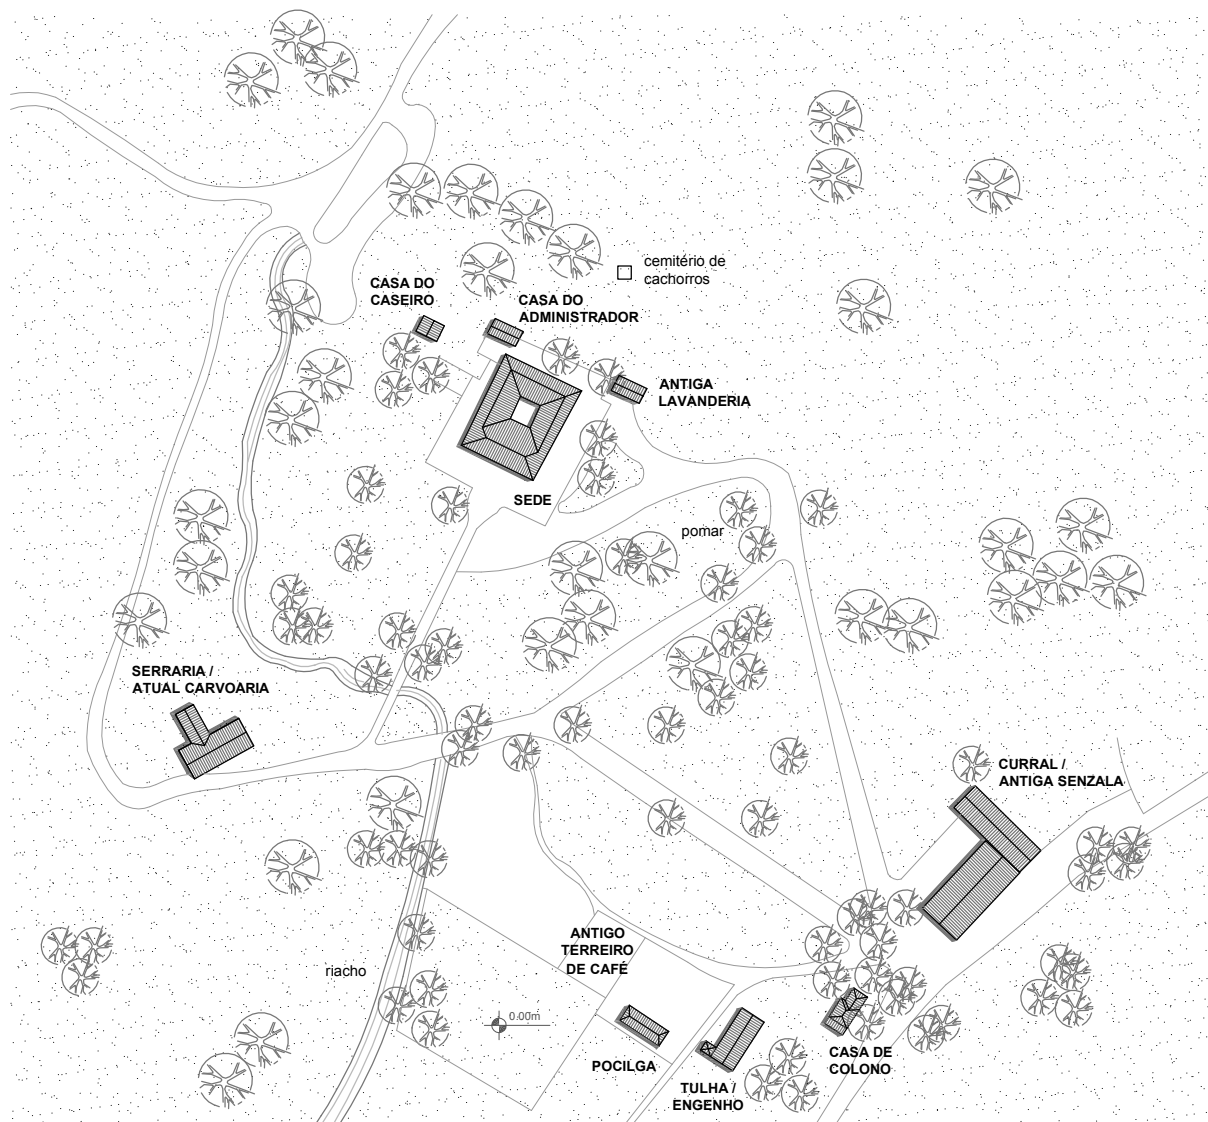 cemitério de
cachorros
CASA DO
CASEIRO
CASA DO
ADMINISTRADOR
ANTIGA
LAVANDERIA
SEDE
pomar
SERRARIA /
ATUAL CARVOARIA
CURRAL /
ANTIGA SENZALA
ANTIGO
TERREIRO
DE CAFÉ
riacho
0.00m
POCILGA
CASA DE
COLONO
TULHA /
ENGENHO